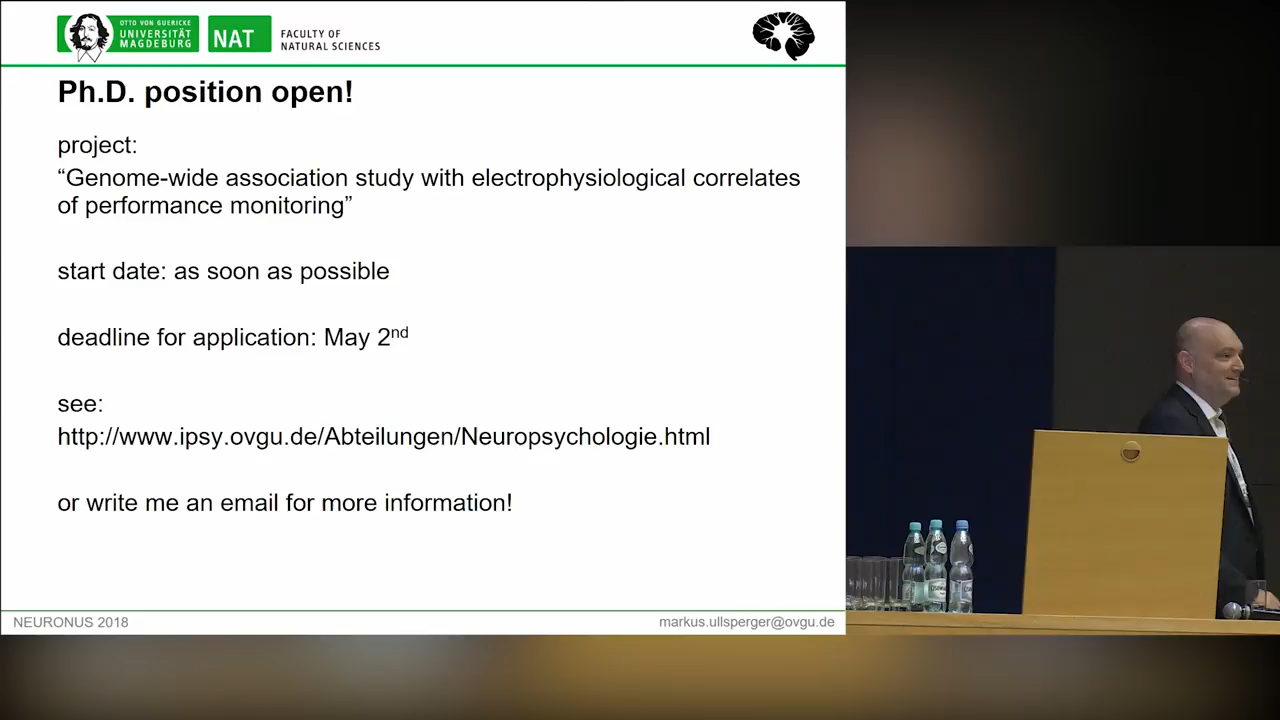 OTTO VON GUERICKE
UNIVERSITÄT
MAGDEBURG
NAT
FACULTY OF
NATURAL SCIENCES
Ph.D. position open!
project:
“Genome-wide association study with electrophysiological correlates
of performance monitoring”
start date: as soon as possible
deadline for application: May 2nd
see:
http://www.ipsy.ovgu.de/Abteilungen/Neuropsychologie.html
or write me an email for more information!
NEURONUS 2018
markus.ullsperger@ovgu.de